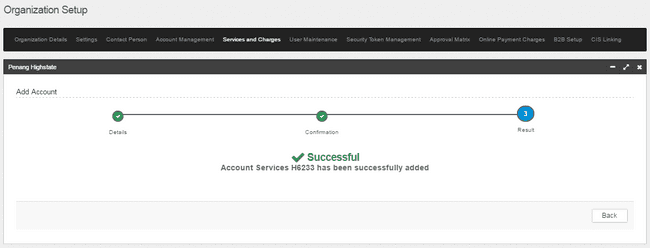 Organization Setup
Organization Details Settings Contact Person Account Management Services and Charges User Maintenance Security Token Management Approval Matrix Online Payment Charges B2B Setup CIS Linking
Penang Highstate
Add Account
3
Details Confirmation Result
Successful
Account Services H6233 has been successfully added
Back